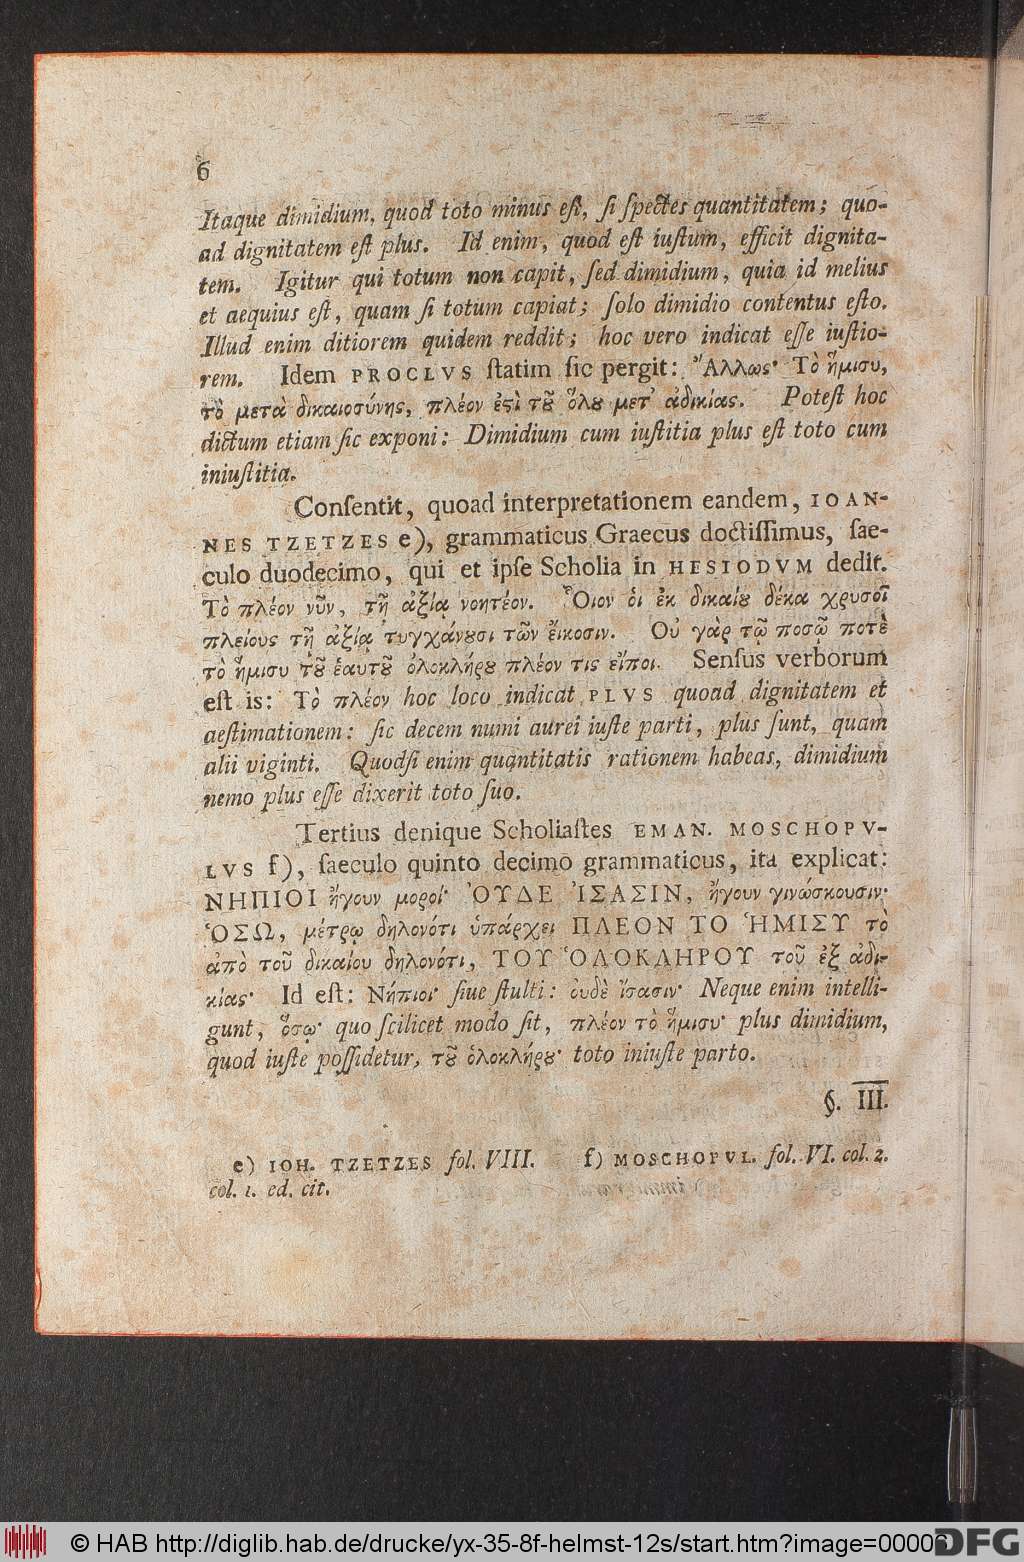 6
Itaque dimidium, quod toto minus eſt, ſi ſpectes quantitatem; quo-
ad dignitatem eſt plus. Id enim, quod eſt iuſtum, efficit dignita-
tem. Igitur qui totum non capit, ſed dimidium, quia id melius
et aequius eſt, quam ſi totum capiat; ſolo dimidio contentus eſto.
Illud enim ditiorem quidem reddit; hoc vero indicat eſſe iuſtio-
rem. Idem PROCLVS ſtatim ſic pergit: Ἄλλως· Τὸ ἥμισυ,
τὸ μετὰ δικαιοσύνης, πλέον ἐϛὶ τȣ͂ ὅλȣ μετ' ἀδικίας. Poteſt hoc
dictum etiam ſic exponi: Dimidium cum iuſtitia plus eſt toto cum
iniuſtitia.
Conſentit, quoad interpretationem eandem, IOAN-
NES TZETZES e), grammaticus Graecus doctiſſimus, ſae-
culo duodecimo, qui et ipſe Scholia in HESIODVM dedit.
Τὸ πλέον νῦν, τῇ ἀξίᾳ νοητέον. Ὅιον ὁι ἐκ δικαίȣ δέκα χρυσοῖ
πλείους τῇ ἀξίᾳ τυγχάνȣσι τῶν ἔικοσιν. Οὐ γὰρ τῷ ποσῷ ποτὲ
τὸ ἥμισυ τȣ͂ ἑαυτȣ͂ ὁλοκλήρȣ πλέον τις εἴποι. Senſus verborum
eſt is: Τὸ πλέον hoc loco indicat PLVS quoad dignitatem et
aeſtimationem: ſic decem numi aurei iuſte parti, plus ſunt, quam
alii viginti. Quodſi enim quantitatis rationem habeas, dimidium
nemo plus eſſe dixerit toto ſuo.
Tertius denique Scholiaſtes EMAN. MOSCHOPV-
LVS f), ſaeculo quinto decimo grammaticus, ita explicat:
ΝΗΠΙΟΙ ἤγουν μοροί· ὈΥΔΕ ἸΣΑΣΙΝ, ἤγουν γινώσκουσιν·
ὉΣΩ, μέτρῳ δηλονότι ὑπάρχει ΠΛΕΟΝ ΤΟ ἩΜΙΣΥ τὸ
ἀπὸ τοῦ δικαίου δηλονότι, ΤΟΥ ὉΛΟΚΛΗΡΟΥ τοῦ ἐξ ἀδι-
κίας· Id eſt: Νήπιοι· ſiue ſtulti: ὀυδὲ ἴσασιν· Neque enim intelli-
gunt, ὅσῳ· quo ſcilicet modo ſit, πλέον τὸ ἥμισυ· plus dimidium,
quod iuſte poſſidetur, τȣ͂ ὁλοκλήρȣ· toto iniuſte parto.
§. III.
e) IOH. TZETZES fol. VIII. f) MOSCHOPVL. fol. VI. col. 2.
col. 1. ed. cit.
© HAB http://diglib.hab.de/drucke/yx-35-8f-helmst-12s/start.htm?image=00006
DFG